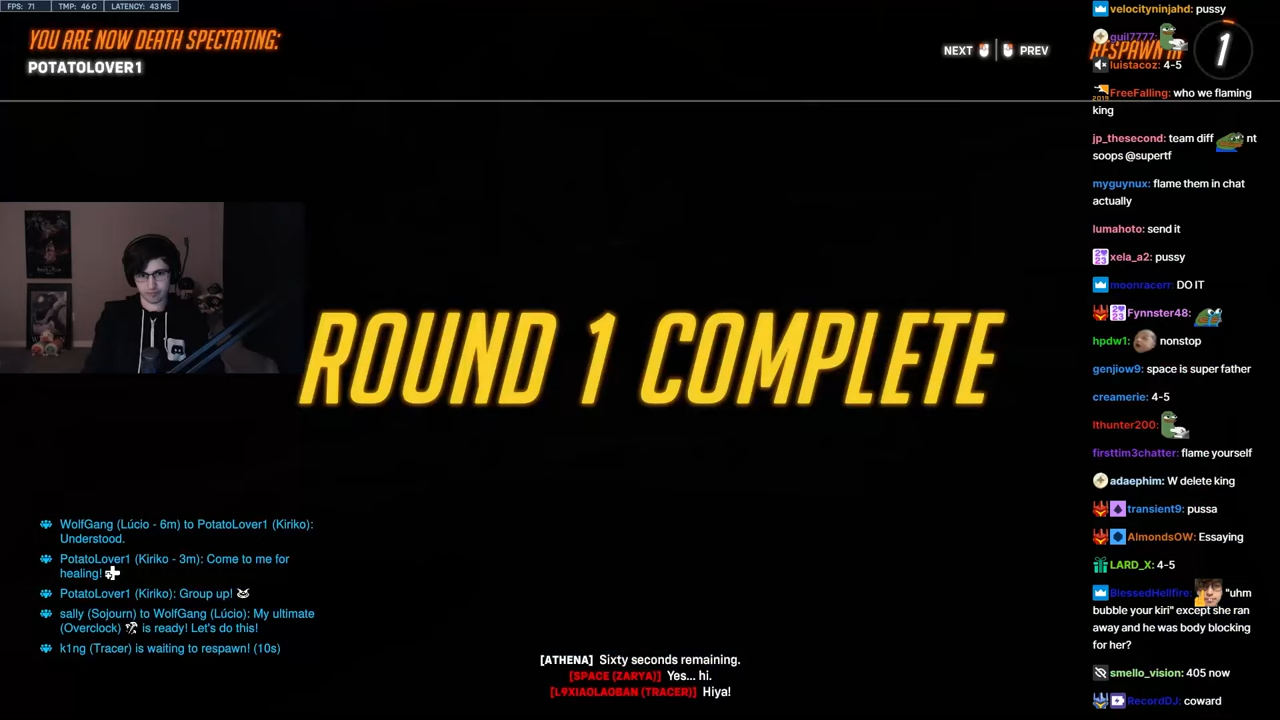 FPS: 71 TMP: 46 C LATENCY: 43 MS
YOU ARE NOW DEATH SPECTATING:
POTATOLOVER1
NEXT PREV
RESPAWN IN 1
ROUND 1 COMPLETE
WolfGang (Lúcio - 6m) to PotatoLover1 (Kiriko):
Understood.
PotatoLover1 (Kiriko - 3m): Come to me for
healing!
PotatoLover1 (Kiriko): Group up!
sally (Sojourn) to WolfGang (Lúcio): My ultimate
(Overclock) is ready! Let's do this!
k1ng (Tracer) is waiting to respawn! (10s)
[ATHENA] Sixty seconds remaining.
[SPACE (ZARYA)] Yes... hi.
[L9XIAOLAOBAN (TRACER)] Hiya!
velocityninjahd: pussy
guil7777:
luistacoz: 4-5
FreeFalling: who we flaming
king
jp_thesecond: team diff nt
soops @supertf
myguynux: flame them in chat
actually
lumahoto: send it
xela_a2: pussy
moonracerr: DO IT
Fynnster48:
hpdw1: nonstop
genjiow9: space is super father
creamerie: 4-5
lthunter200:
firsttim3chatter: flame yourself
adaephim: W delete king
transient9: pussa
AlmondsOW: Essaying
LARD_X: 4-5
BlessedHellfire: "uhm
bubble your kiri" except she ran
away and he was body blocking
for her?
smello_vision: 405 now
RecordDJ: coward